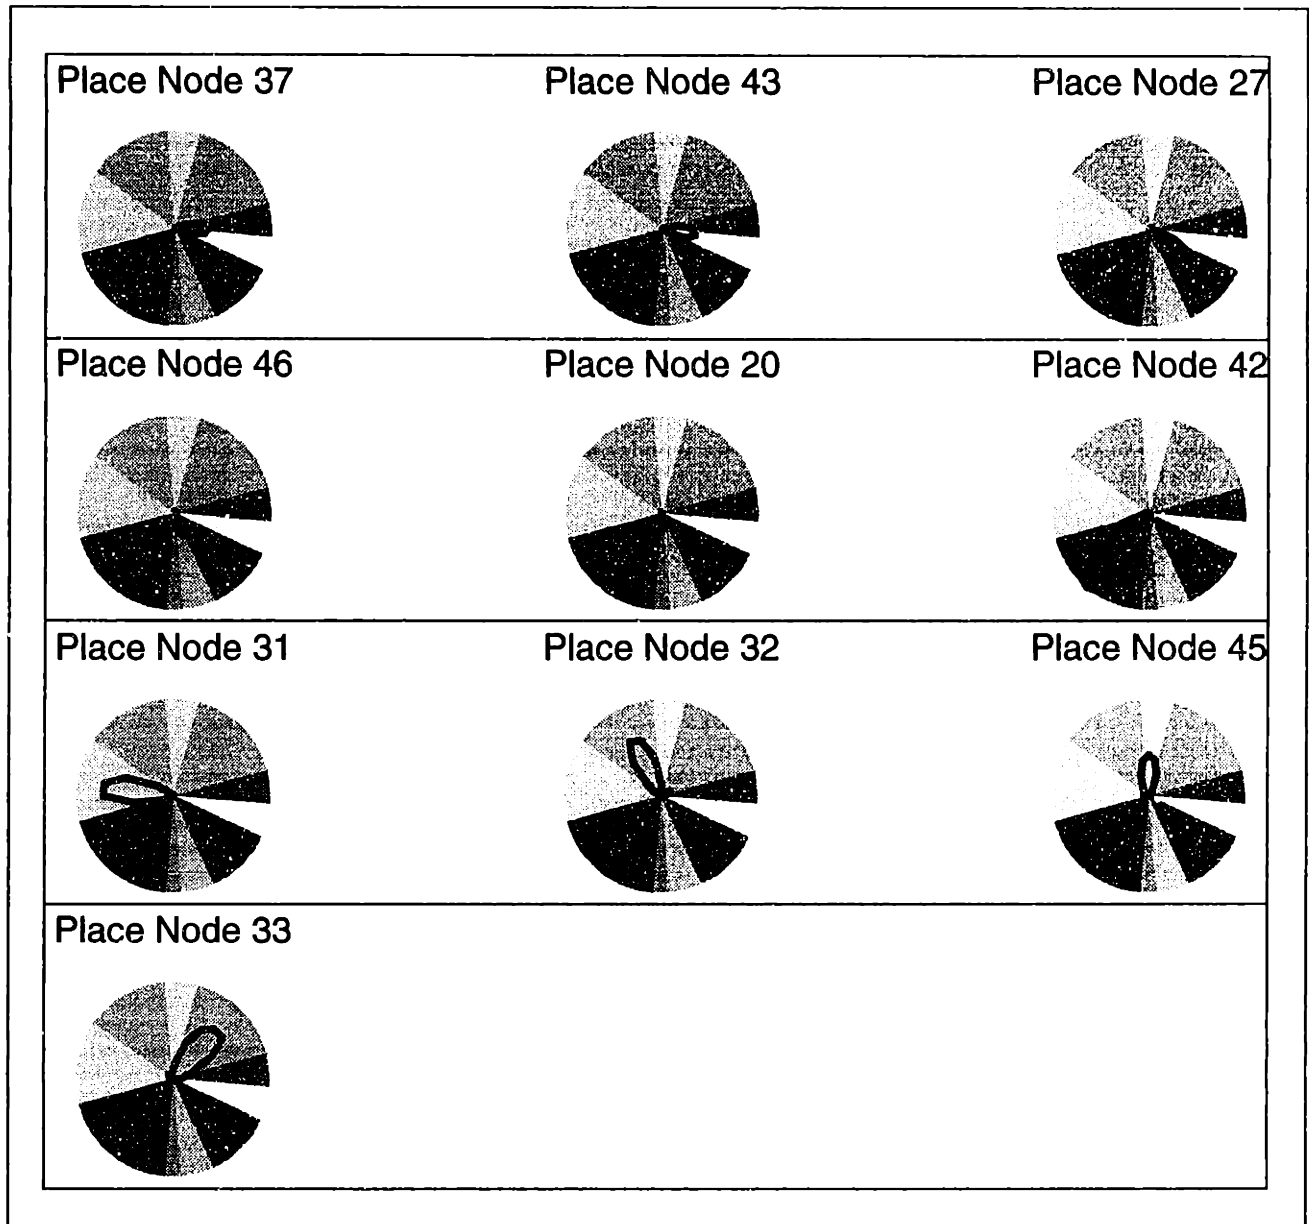 Place Node 37
Place Node 43
Place Node 27
Place Node 46
Place Node 20
Place Node 42
Place Node 31
Place Node 32
Place Node 45
Place Node 33